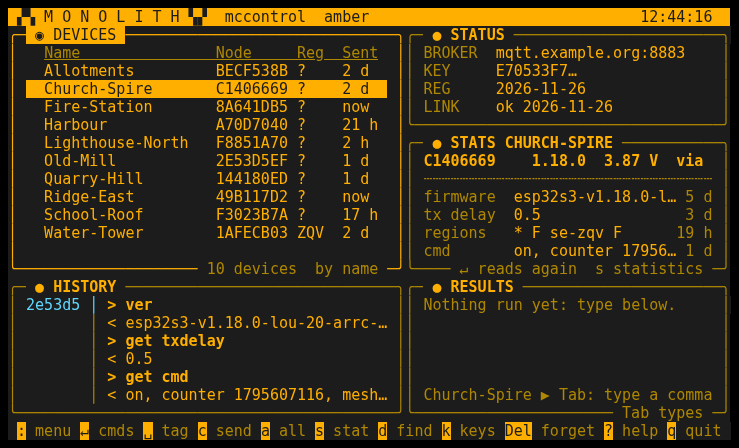 MONOLITH mccontrol amber 12:44:16
◉ DEVICES
Name Node Reg Sent
Allotments BECF538B ? 2 d
Church-Spire C1406669 ? 2 d
Fire-Station 8A641DB5 ? now
Harbour A70D7040 ? 21 h
Lighthouse-North F8851A70 ? 2 h
Old-Mill 2E53D5EF ? 1 d
Quarry-Hill 144180ED ? 1 d
Ridge-East 49B117D2 ? now
School-Roof F3023B7A ? 17 h
Water-Tower 1AFECB03 ZQV 2 d
10 devices by name
● STATUS
BROKER mqtt.example.org:8883
KEY E70533F7…
REG 2026-11-26
LINK ok 2026-11-26
● STATS CHURCH-SPIRE
C1406669 1.18.0 3.87 V via
firmware esp32s3-v1.18.0-l… 5 d
tx delay 0.5 3 d
regions * F se-zqv F 19 h
cmd on, counter 17956… 1 d
↵ reads again s statistics
● HISTORY
2e53d5 │ > ver
< esp32s3-v1.18.0-lou-20-arrc-…
> get txdelay
< 0.5
> get cmd
< on, counter 1795607116, mesh…
● RESULTS
Nothing run yet: type below.
Church-Spire ▶ Tab: type a comma
Tab types
: menu ↵ cmds ␣ tag c send a all s stat d find k keys Del forget ? help q quit